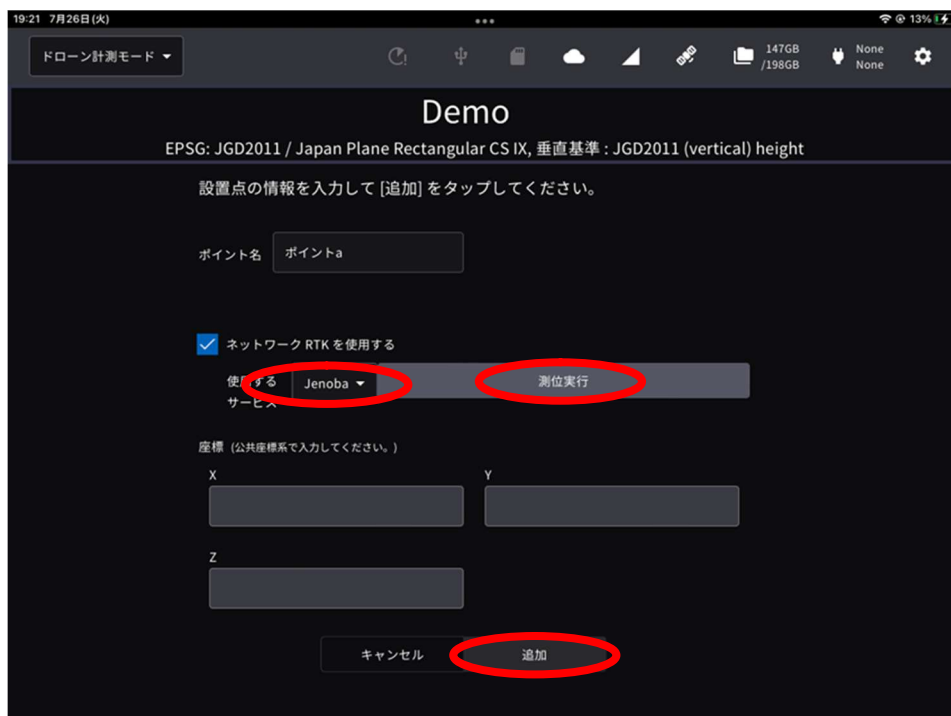 19:21 7月26日(火)
13%
ドローン計測モード
147GB
/198GB
None
None
Demo
EPSG: JGD2011 / Japan Plane Rectangular CS IX, 垂直基準 : JGD2011 (vertical) height
設置点の情報を入力して [追加] をタップしてください。
ポイント名 ポイントa
ネットワーク RTK を使用する
使用する
サービス
Jenoba
測位実行
座標 (公共座標系で入力してください。)
X Y
Z
キャンセル 追加